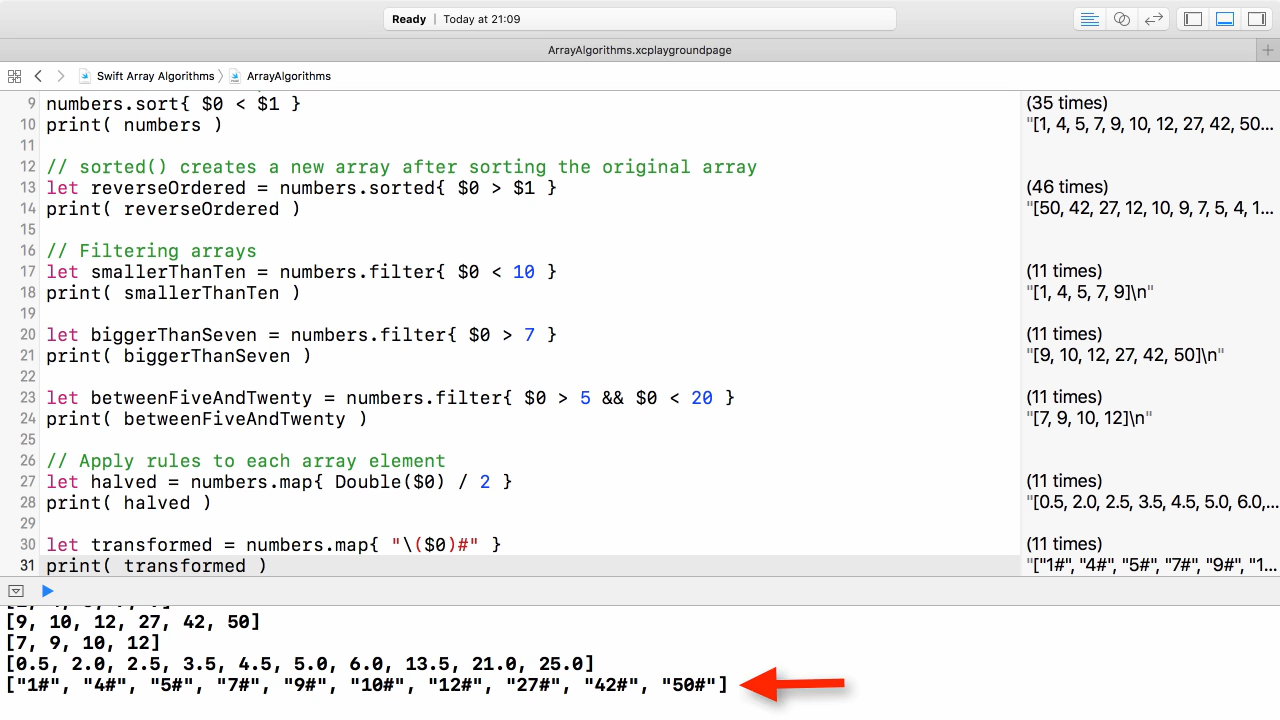 Ready | Today at 21:09
ArrayAlgorithms.xcplaygroundpage
Swift Array Algorithms ArrayAlgorithms
9 numbers.sort{ $0 < $1 } (35 times)
10 print( numbers ) "[1, 4, 5, 7, 9, 10, 12, 27, 42, 50...
11
12 // sorted() creates a new array after sorting the original array
13 let reverseOrdered = numbers.sorted{ $0 > $1 } (46 times)
14 print( reverseOrdered ) "[50, 42, 27, 12, 10, 9, 7, 5, 4, 1...
15
16 // Filtering arrays
17 let smallerThanTen = numbers.filter{ $0 < 10 } (11 times)
18 print( smallerThanTen ) "[1, 4, 5, 7, 9]\n"
19
20 let biggerThanSeven = numbers.filter{ $0 > 7 } (11 times)
21 print( biggerThanSeven ) "[9, 10, 12, 27, 42, 50]\n"
22
23 let betweenFiveAndTwenty = numbers.filter{ $0 > 5 && $0 < 20 } (11 times)
24 print( betweenFiveAndTwenty ) "[7, 9, 10, 12]\n"
25
26 // Apply rules to each array element
27 let halved = numbers.map{ Double($0) / 2 } (11 times)
28 print( halved ) "[0.5, 2.0, 2.5, 3.5, 4.5, 5.0, 6.0,...
29
30 let transformed = numbers.map{ "\($0)#" } (11 times)
31 print( transformed ) "["1#", "4#", "5#", "7#", "9#", "1...
[9, 10, 12, 27, 42, 50]
[7, 9, 10, 12]
[0.5, 2.0, 2.5, 3.5, 4.5, 5.0, 6.0, 13.5, 21.0, 25.0]
["1#", "4#", "5#", "7#", "9#", "10#", "12#", "27#", "42#", "50#"]